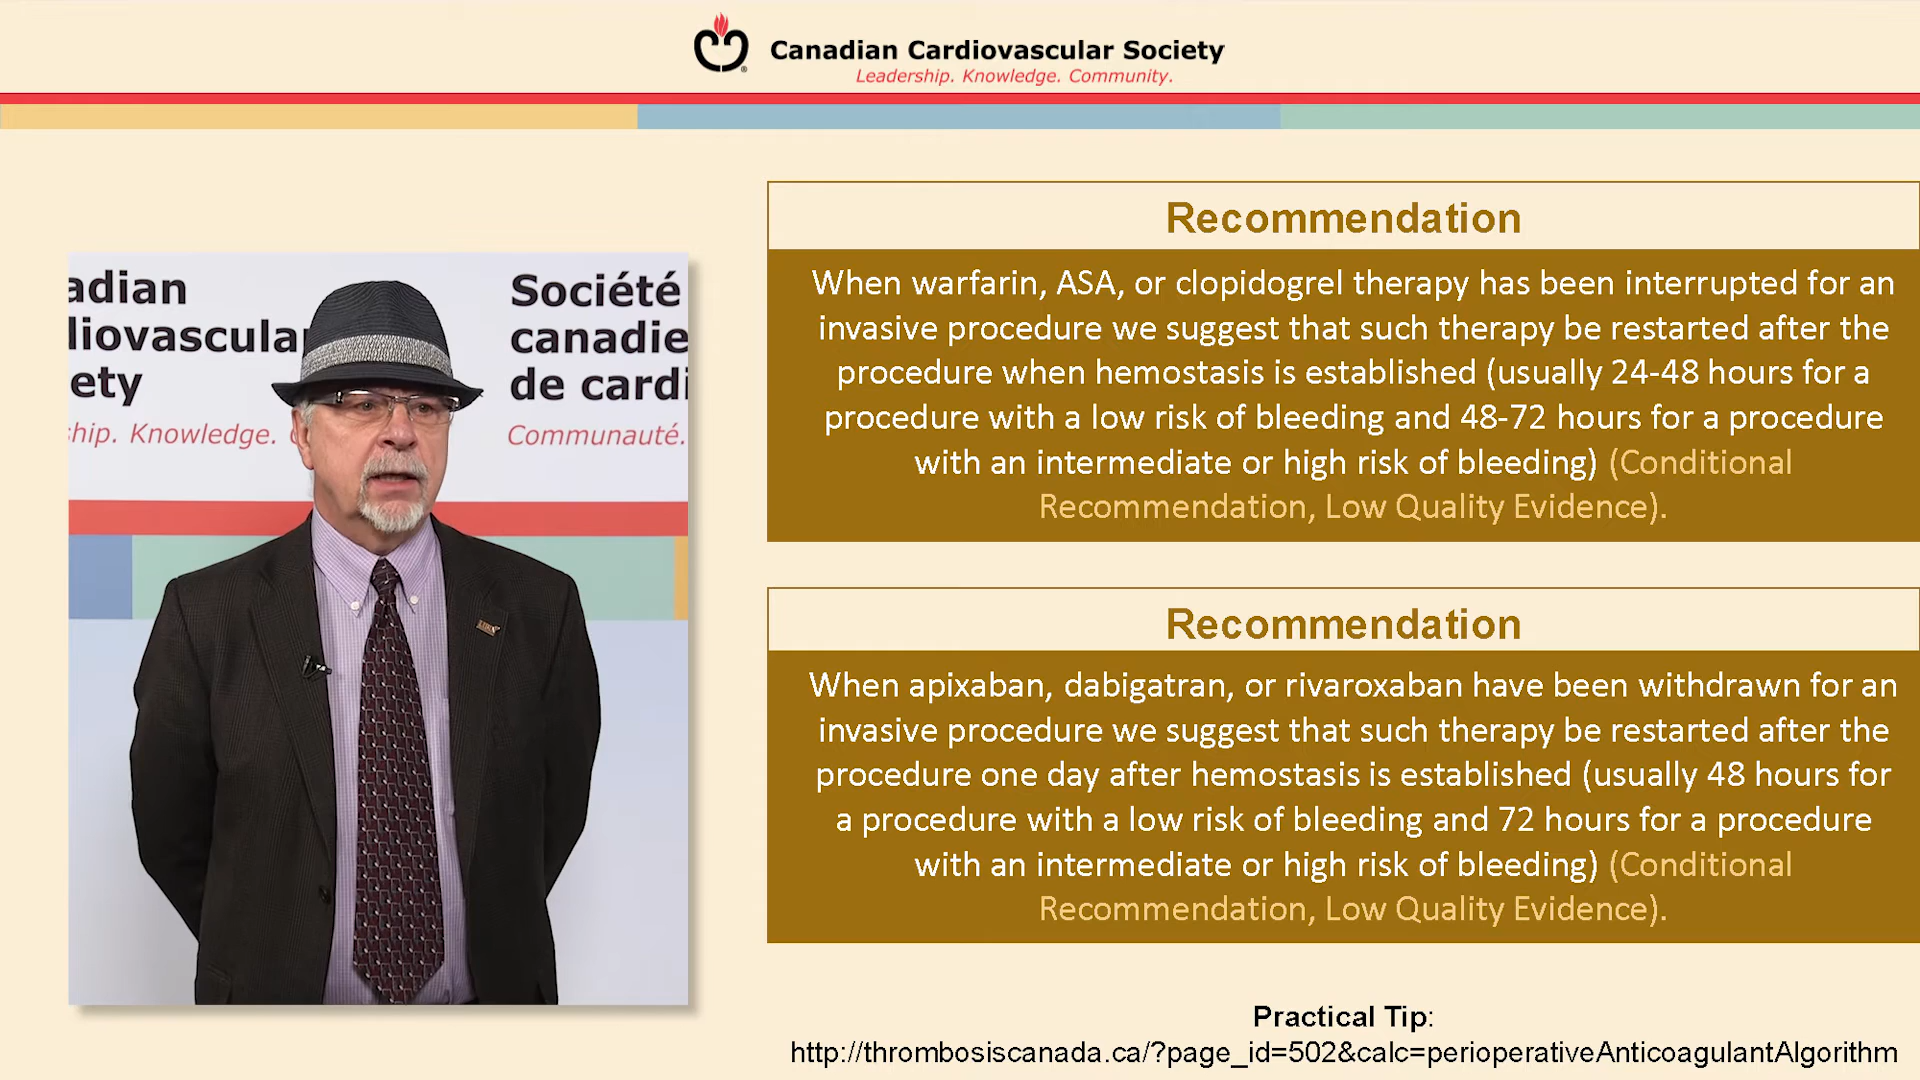 Canadian Cardiovascular Society
Leadership. Knowledge. Community.
adian
diovascular
ety
ship. Knowledge. C
Société
canadie
de cardi
Communauté.
Recommendation
When warfarin, ASA, or clopidogrel therapy has been interrupted for an
invasive procedure we suggest that such therapy be restarted after the
procedure when hemostasis is established (usually 24-48 hours for a
procedure with a low risk of bleeding and 48-72 hours for a procedure
with an intermediate or high risk of bleeding) (Conditional
Recommendation, Low Quality Evidence).
Recommendation
When apixaban, dabigatran, or rivaroxaban have been withdrawn for an
invasive procedure we suggest that such therapy be restarted after the
procedure one day after hemostasis is established (usually 48 hours for
a procedure with a low risk of bleeding and 72 hours for a procedure
with an intermediate or high risk of bleeding) (Conditional
Recommendation, Low Quality Evidence).
Practical Tip:
http://thrombosiscanada.ca/?page_id=502&calc=perioperativeAnticoagulantAlgorithm